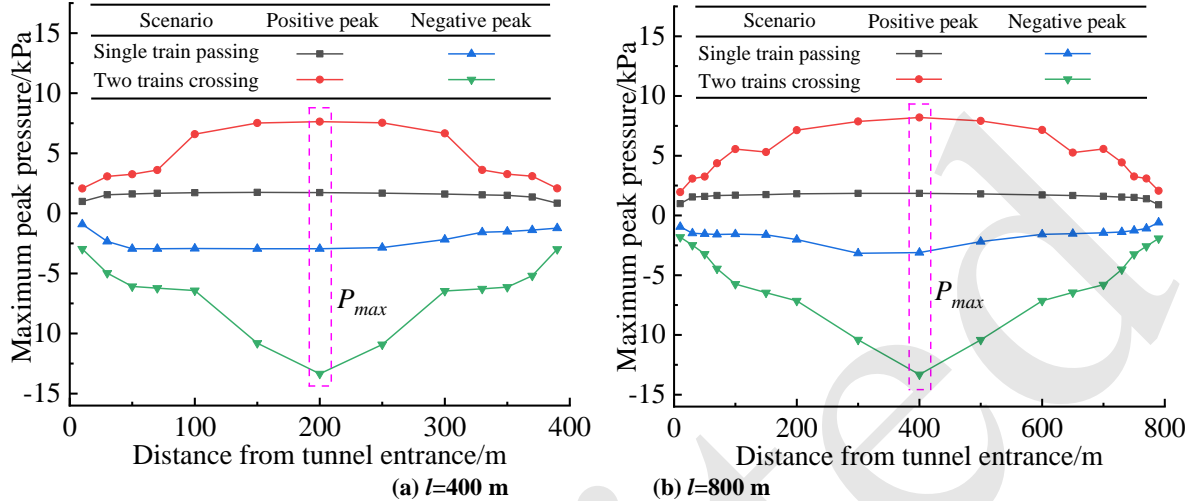 Scenario Positive peak Negative peak
Single train passing
Two trains crossing
Maximum peak pressure/kPa
15
10
5
0
-5
-10
-15
P_max
0 100 200 300 400
Distance from tunnel entrance/m
(a) l=400 m
Scenario Positive peak Negative peak
Single train passing
Two trains crossing
Maximum peak pressure/kPa
15
10
5
0
-5
-10
-15
P_max
0 200 400 600 800
Distance from tunnel entrance/m
(b) l=800 m